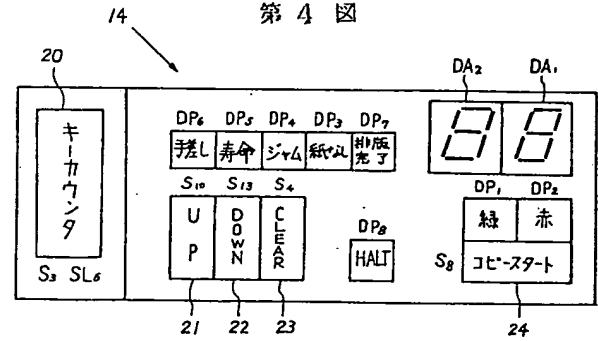 第4図
14
20
キーカウンタ
S3 SL6
DP6 DP5 DP4 DP3 DP7
手差し 寿命 ジャム 紙なし 排版完了
S10 S13 S4
UP DOWN CLEAR
21 22 23
DP8
HALT
DA2 DA1
8 8
DP1 DP2
緑 赤
S8 コピースタート
24